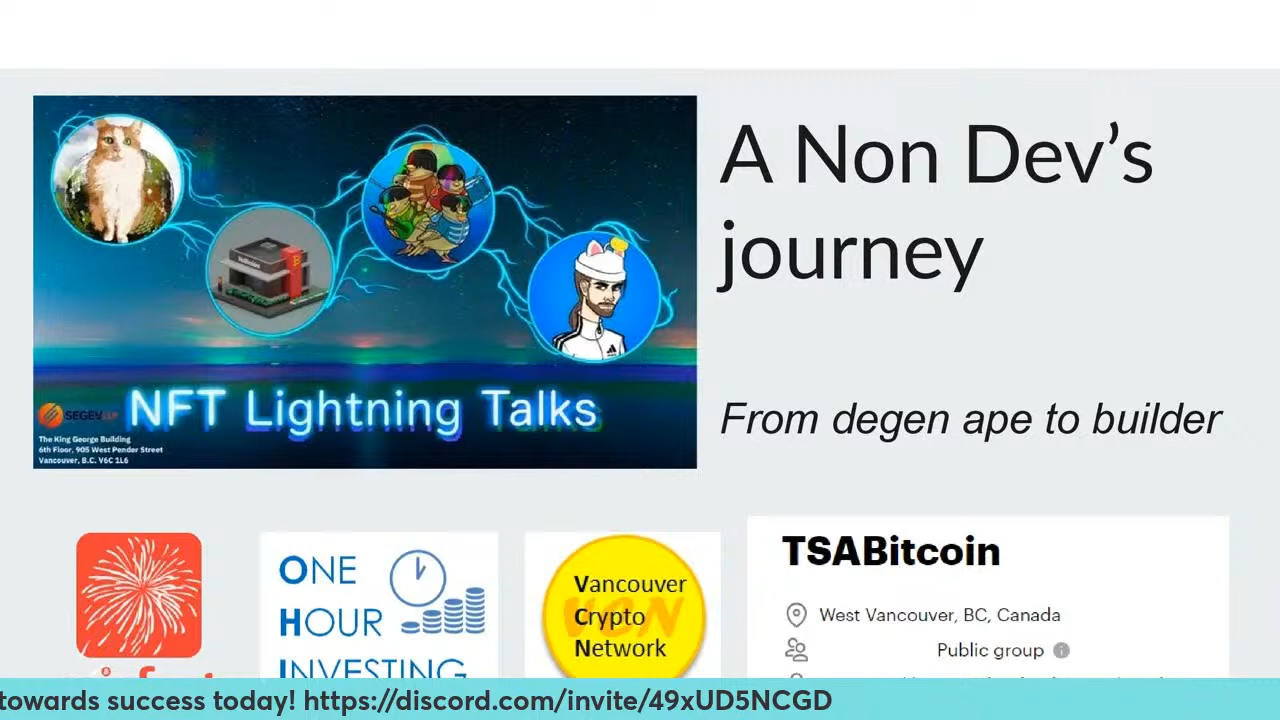 A Non Dev’s
journey
From degen ape to builder
NFT Lightning Talks
SEGEV LLP
The King George Building
6th Floor, 905 West Pender Street
Vancouver, B.C. V6C 1L6
ONE
HOUR
INVESTING
Vancouver
Crypto
Network
VCN
TSABitcoin
West Vancouver, BC, Canada
Public group
towards success today! https://discord.com/invite/49xUD5NCGD